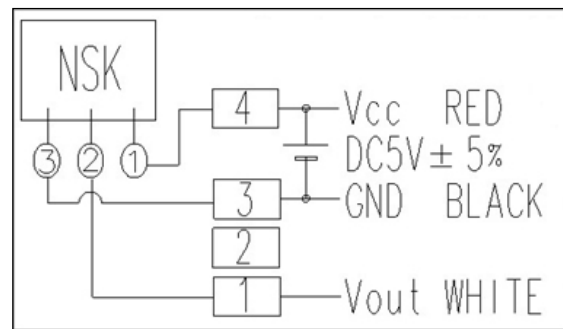 NSK
4 Vcc RED
3 2 1 DC5V ± 5%
3 GND BLACK
2
1 Vout WHITE